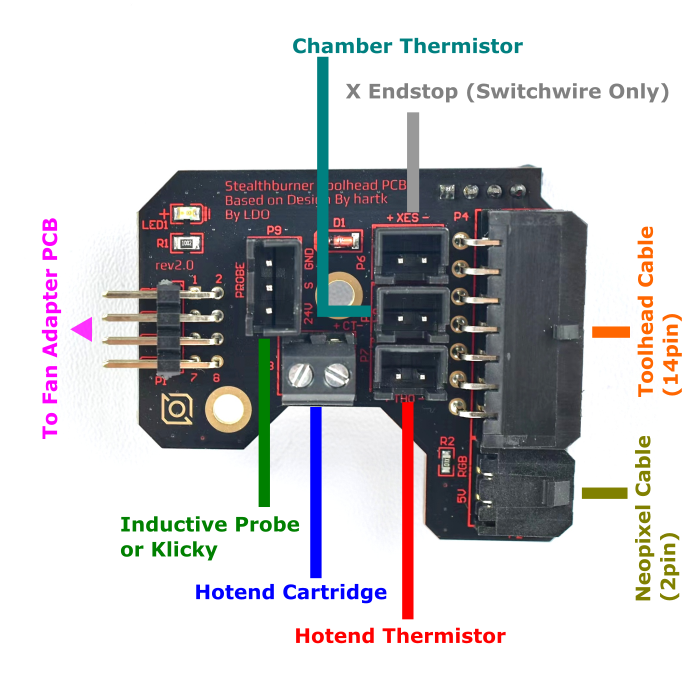 Chamber Thermistor
X Endstop (Switchwire Only)
Stealthburner Toolhead PCB
Based on Design By Hartk
By LDO
+
LED1
R1
rev2.0
P9
D1
+ XES -
P4
P6
PROBE
GND
S
24V
+ CT -
1
2
7
8
P1
R2
RGB
5V
To Fan Adapter PCB
Toolhead Cable
(14pin)
Neopixel Cable
(2pin)
Inductive Probe
or Klicky
Hotend Cartridge
Hotend Thermistor